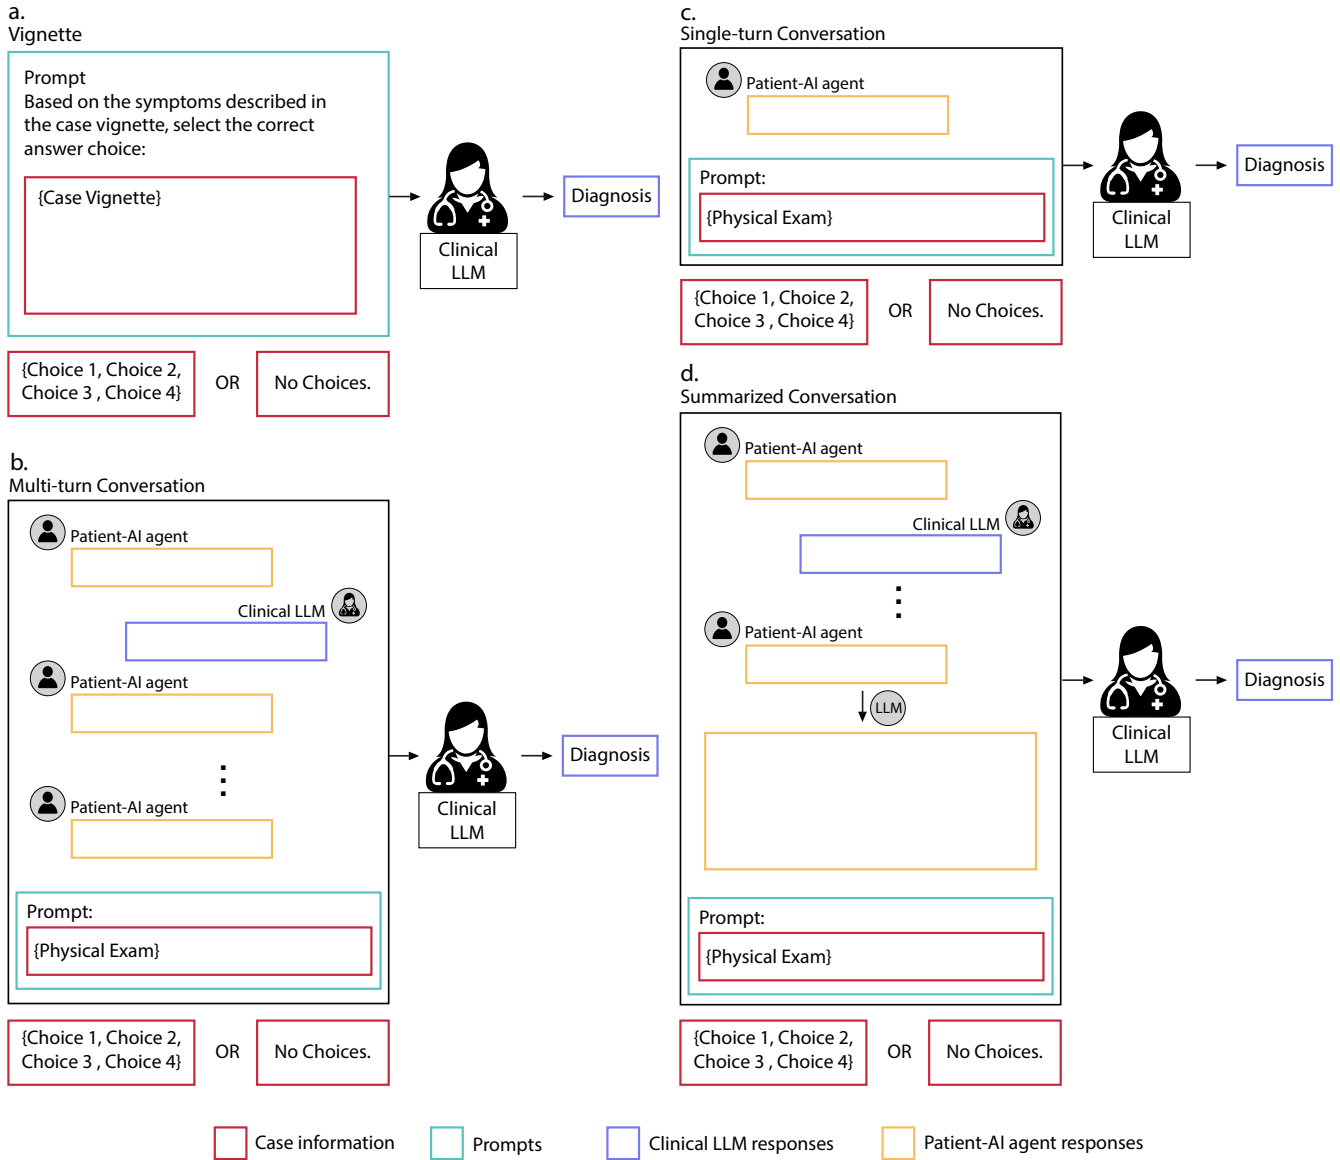 a.
Vignette
Prompt
Based on the symptoms described in
the case vignette, select the correct
answer choice:
{Case Vignette}
Clinical
LLM
Diagnosis
{Choice 1, Choice 2,
Choice 3 , Choice 4}
OR
No Choices.
b.
Multi-turn Conversation
Patient-AI agent
Clinical LLM
Patient-AI agent
Patient-AI agent
Prompt:
{Physical Exam}
Clinical
LLM
Diagnosis
{Choice 1, Choice 2,
Choice 3 , Choice 4}
OR
No Choices.
c.
Single-turn Conversation
Patient-AI agent
Prompt:
{Physical Exam}
Clinical
LLM
Diagnosis
{Choice 1, Choice 2,
Choice 3 , Choice 4}
OR
No Choices.
d.
Summarized Conversation
Patient-AI agent
Clinical LLM
Patient-AI agent
LLM
Prompt:
{Physical Exam}
Clinical
LLM
Diagnosis
{Choice 1, Choice 2,
Choice 3 , Choice 4}
OR
No Choices.
Case information
Prompts
Clinical LLM responses
Patient-AI agent responses